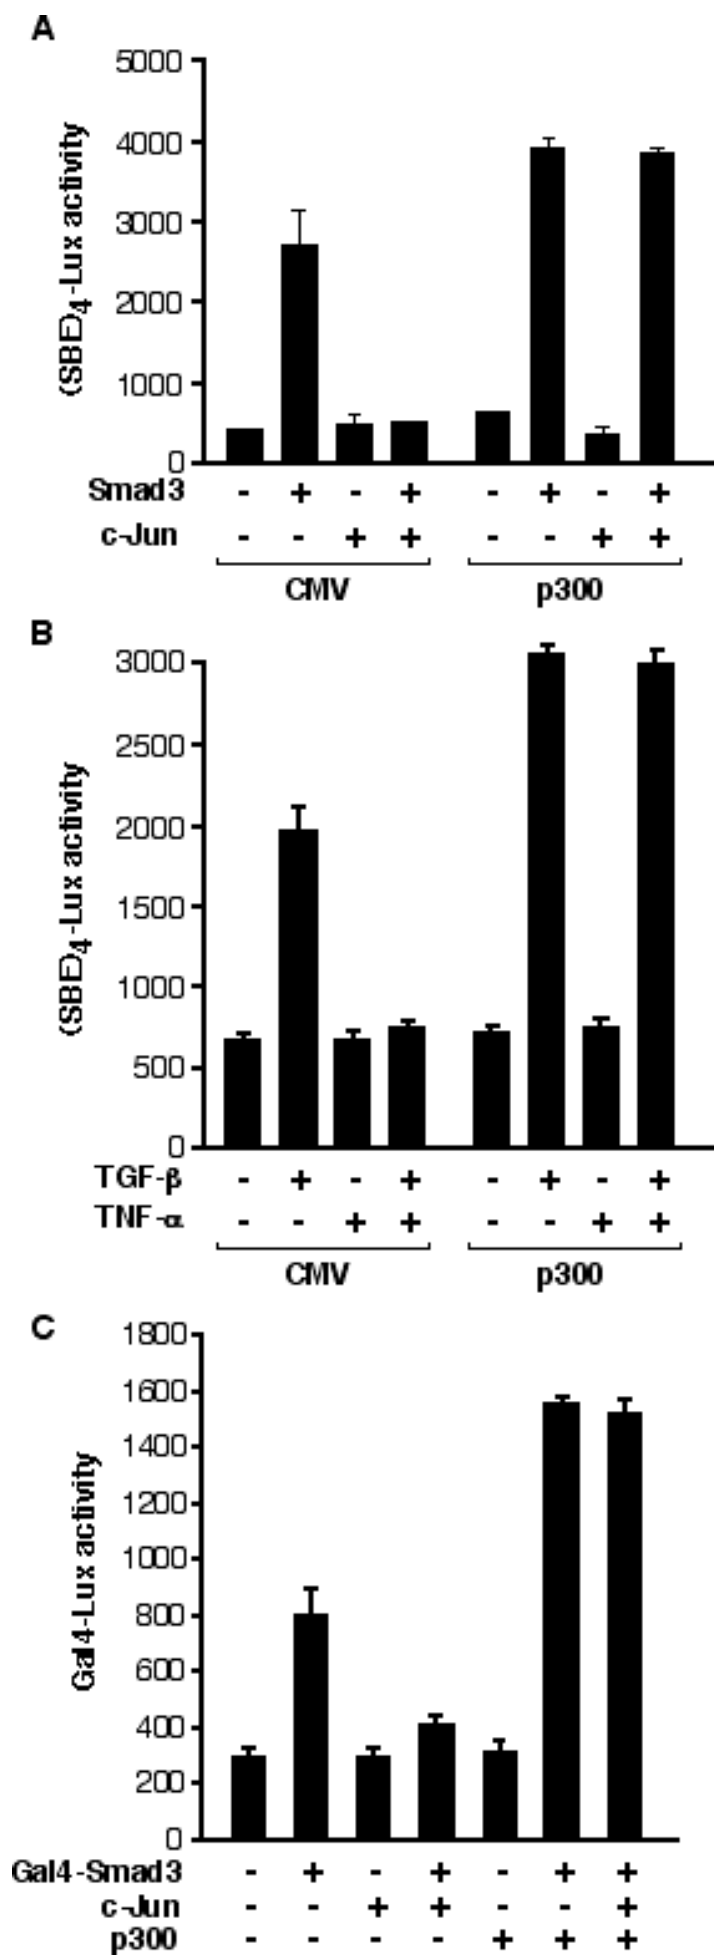 A
5000
4000
3000
2000
1000
0
(SBE)4-Lux activity
Smad3 - + - + - + - +
c-Jun - - + + - - + +
CMV p300
B
3000
2500
2000
1500
1000
500
0
(SBE)4-Lux activity
TGF-β - + - + - + - +
TNF-α - - + + - - + +
CMV p300
C
1800
1600
1400
1200
1000
800
600
400
200
0
Gal4-Lux activity
Gal4-Smad3 - + - + - + +
c-Jun - - + + - - +
p300 - - - - + + +